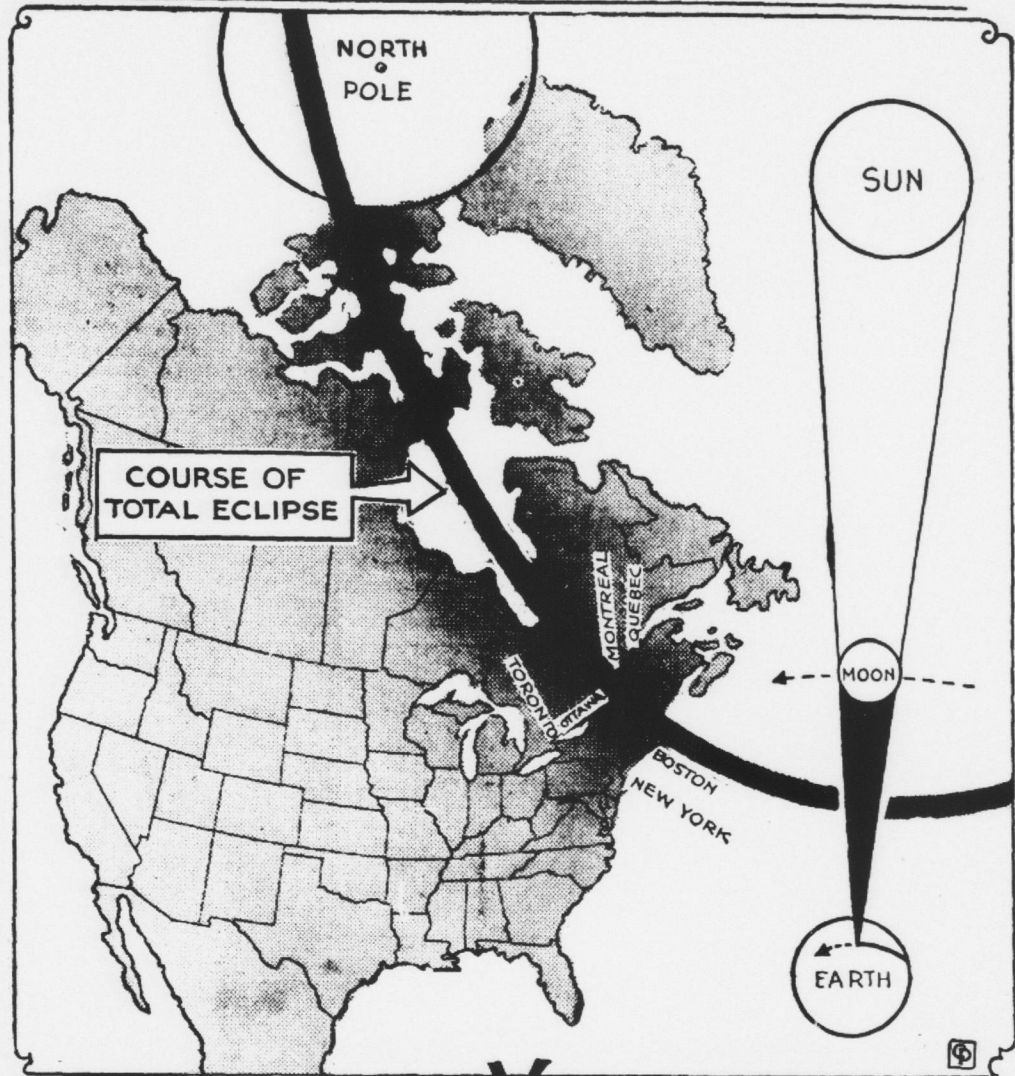 NORTH
POLE
SUN
COURSE OF
TOTAL ECLIPSE
MONTREAL
QUEBEC
MOON
TORONTO
OTTAWA
BOSTON
NEW YORK
EARTH